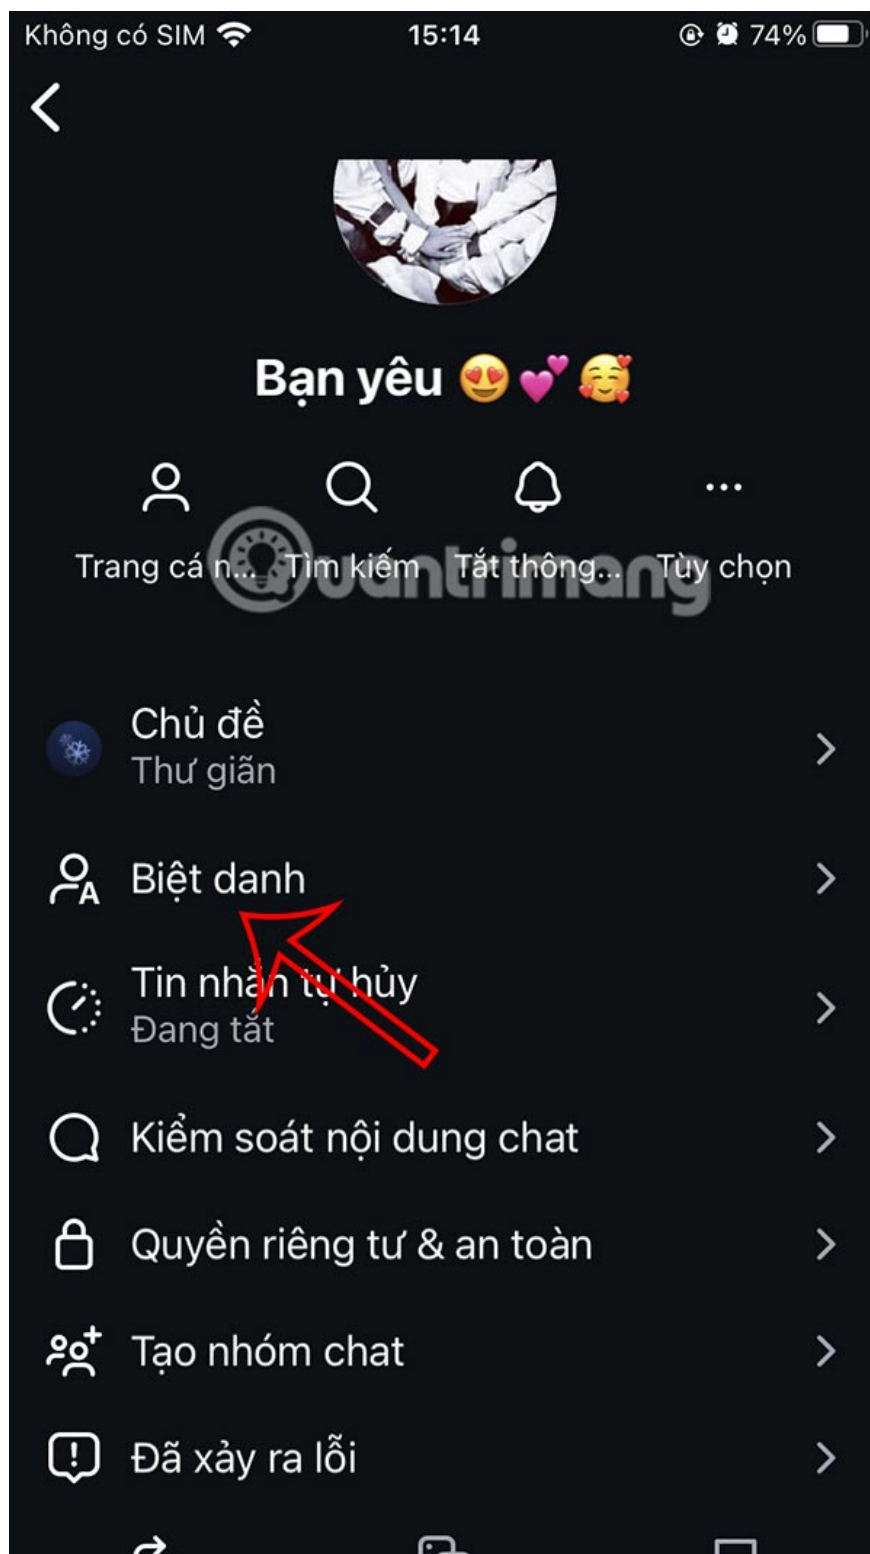 Không có SIM 15:14 74%
Bạn yêu 😍💕🥰
Trang cá n... Tìm kiếm Tắt thông... Tùy chọn
Quantrimang
Chủ đề
Thư giãn
Biệt danh
Tin nhắn tự hủy
Đang tắt
Kiểm soát nội dung chat
Quyền riêng tư & an toàn
Tạo nhóm chat
Đã xảy ra lỗi